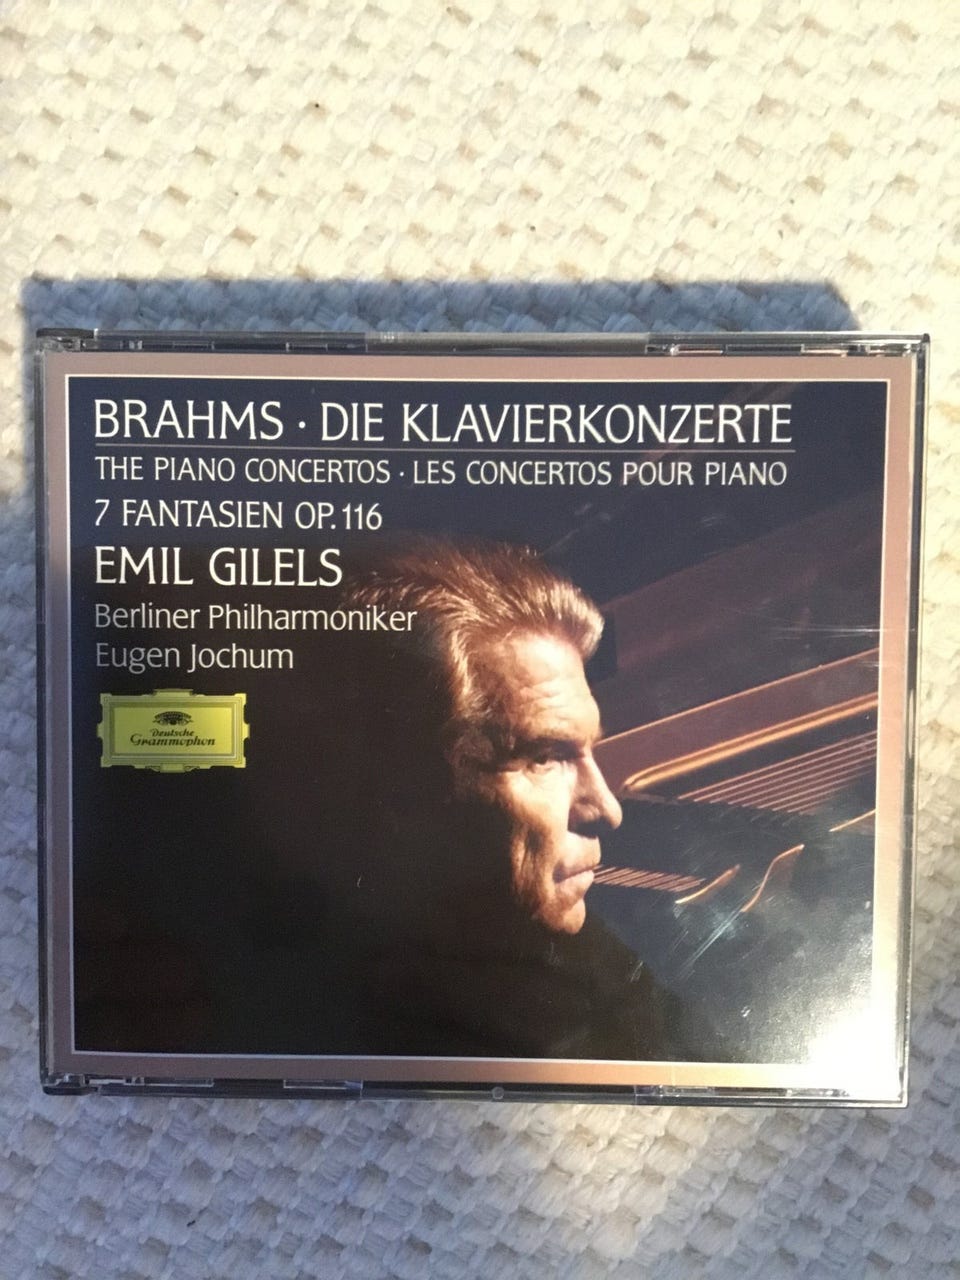 BRAHMS · DIE KLAVIERKONZERTE
THE PIANO CONCERTOS · LES CONCERTOS POUR PIANO
7 FANTASIEN OP. 116
EMIL GILELS
Berliner Philharmoniker
Eugen Jochum
Deutsche
Grammophon